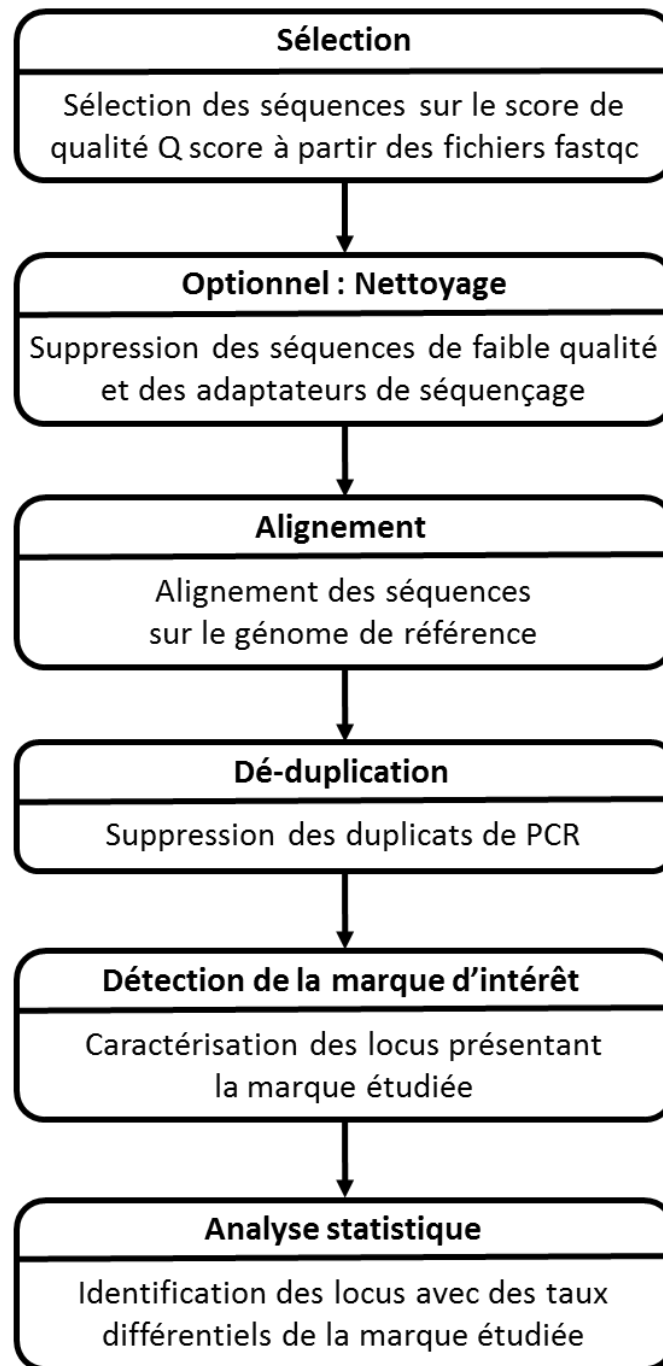 Sélection
Sélection des séquences sur le score de
qualité Q score à partir des fichiers fastqc
Optionnel : Nettoyage
Suppression des séquences de faible qualité
et des adaptateurs de séquençage
Alignement
Alignement des séquences
sur le génome de référence
Dé-duplication
Suppression des duplicats de PCR
Détection de la marque d'intérêt
Caractérisation des locus présentant
la marque étudiée
Analyse statistique
Identification des locus avec des taux
différentiels de la marque étudiée